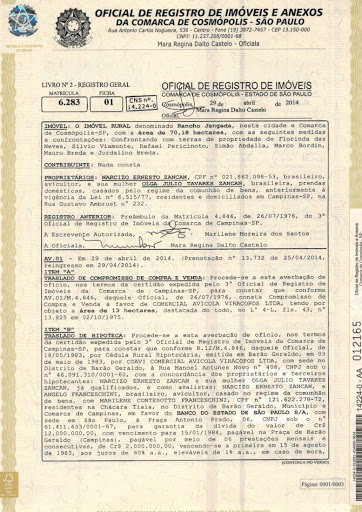 OFICIAL DE REGISTRO DE IMÓVEIS E ANEXOS
DA COMARCA DE COSMÓPOLIS - SÃO PAULO
Rua Antonio Carlos Nogueira, 536 - Centro - Fone (19) 3872-7457 - CEP 13.150-000
CNPJ: 11.237.268/0001-68
Mara Regina Dalto Castelo - Oficiala
LIVRO Nº 2 - REGISTRO GERAL
MATRÍCULA
6.283
FICHA
01
CNS nº.
14.224-0
OFICIAL DE REGISTRO DE IMÓVEIS
COMARCA DE COSMÓPOLIS - ESTADO DE SÃO PAULO
Cosmópolis, 29 de abril de 2014
Mara Regina Dalto Castelo
IMÓVEL: O IMÓVEL RURAL denominado Rancho Jangada, nesta cidade e Comarca
de Cosmópolis-SP, com a área de 70,18 hectares, com as seguintes medidas
e confrontações: Confrontando com terras de propriedade de Florinda das
Neves, Silvio Viamonte, Rafael Pericinoto, Simão Abdalla, Marco Bordin,
Mauro Breda e Jordalino Breda.
CONTRIBUINTE: Nada consta
PROPRIETÁRIOS: NARCIZO ERNESTO ZANCAN, CPF nº 021.862.098-53, brasileiro,
avicultor, e sua mulher OLGA JULIO TAVARES ZANCAN, brasileira, prendas
domésticas, casados pelo regime da comunhão de bens, anteriormente à
vigência da Lei nº 6.515/77, residentes e domiciliados em Campinas-SP, na
Rua Gustavo Ambrust nº 232.
REGISTRO ANTERIOR: Preâmbulo da Matrícula 4.846, de 26/07/1976, do 3º
Oficial de Registro de Imóveis da Comarca de Campinas-SP.
A Escrevente Autorizada, Marilene Moreira dos Santos
A Oficiala, Mara Regina Dalto Castelo
AV.01 - Em 29 de abril de 2014. (Prenotação nº 13.732 de 25/04/2014,
reingresso em 29/04/2014).
ITEM "A"
TRASLADO DE COMPROMISSO DE COMPRA E VENDA: Procede-se a esta averbação de
ofício, nos termos da certidão expedida pelo 3º Oficial de Registro de
Imóveis da Comarca de Campinas-SP, para constar que conforme
AV.01/M.4.846, daquele Oficial, de 26/07/1976, consta Compromisso de
Compra e Venda à favor de COMERCIAL AVICOLA VIRACOPOS LTDA, tendo por
objeto a área de 13 hectares, destacada do todo, no L° 4-L, fls. 43, nº
13.825 em 02/10/1975.
ITEM "B"
TRASLADO DE HIPOTECA: Procede-se a esta averbação de ofício, nos termos
da certidão expedida pelo 3º Oficial de Registro de Imóveis da Comarca de
Campinas-SP, para constar que conforme R.12/M.4.846, daquele Oficial, de
18/05/1983, por Cédula Rural Hipotecária, emitida em Barão Geraldo, em 03
de maio de 1983, por CHAVI COMERCIAL AVICOLA VIRACOPOS LTDA, com sede no
Distrito de Barão Geraldo, à Rua Manoel Antunes Novo nº 408, CNPJ sob o
nº 46.091.310/0001-60, com a concordância dos proprietários e terceiros
hipotecantes: NARCIZO ERNESTO ZANCAN e sua mulher OLGA JULIO TAVARES
ZANCAN, já qualificados, e como avalistas: NARCIZO ERNESTO ZANCAN, e
ANGELO FRANCISCHINI, brasileiro, avicultor, casado no regime da comunhão
de bens, com MARILENE CONTESOTTO FRANCISCHINI, CPF nº 131.622.278-72,
residentes na Chácara Tiaia, no Distrito de Barão Geraldo, Município e
Comarca de Campinas, em favor do BANCO DO ESTADO DE SÃO PAULO S/A, com
sede em São Paulo, à Praça Antonio Prado, 06, CNPJ sob o nº
61.411.633/0001-87, para garantia da dívida do valor de Cr$
12.000.000,00, com vencimento para 15/01/1984, pagável na Praça de Barão
Geraldo (Campinas), pagável por meio de 06 prestações mensais e
consecutivas, de Cr$ 2.000.000,00, vencendo-se a primeira em 15 de agosto
de 1983, aos juros de 60% a.a., elevável de 1% a.a., em caso de mora,
(CONTINUA NO VERSO)
Página: 0001/0003
14224-0 - AA 012165